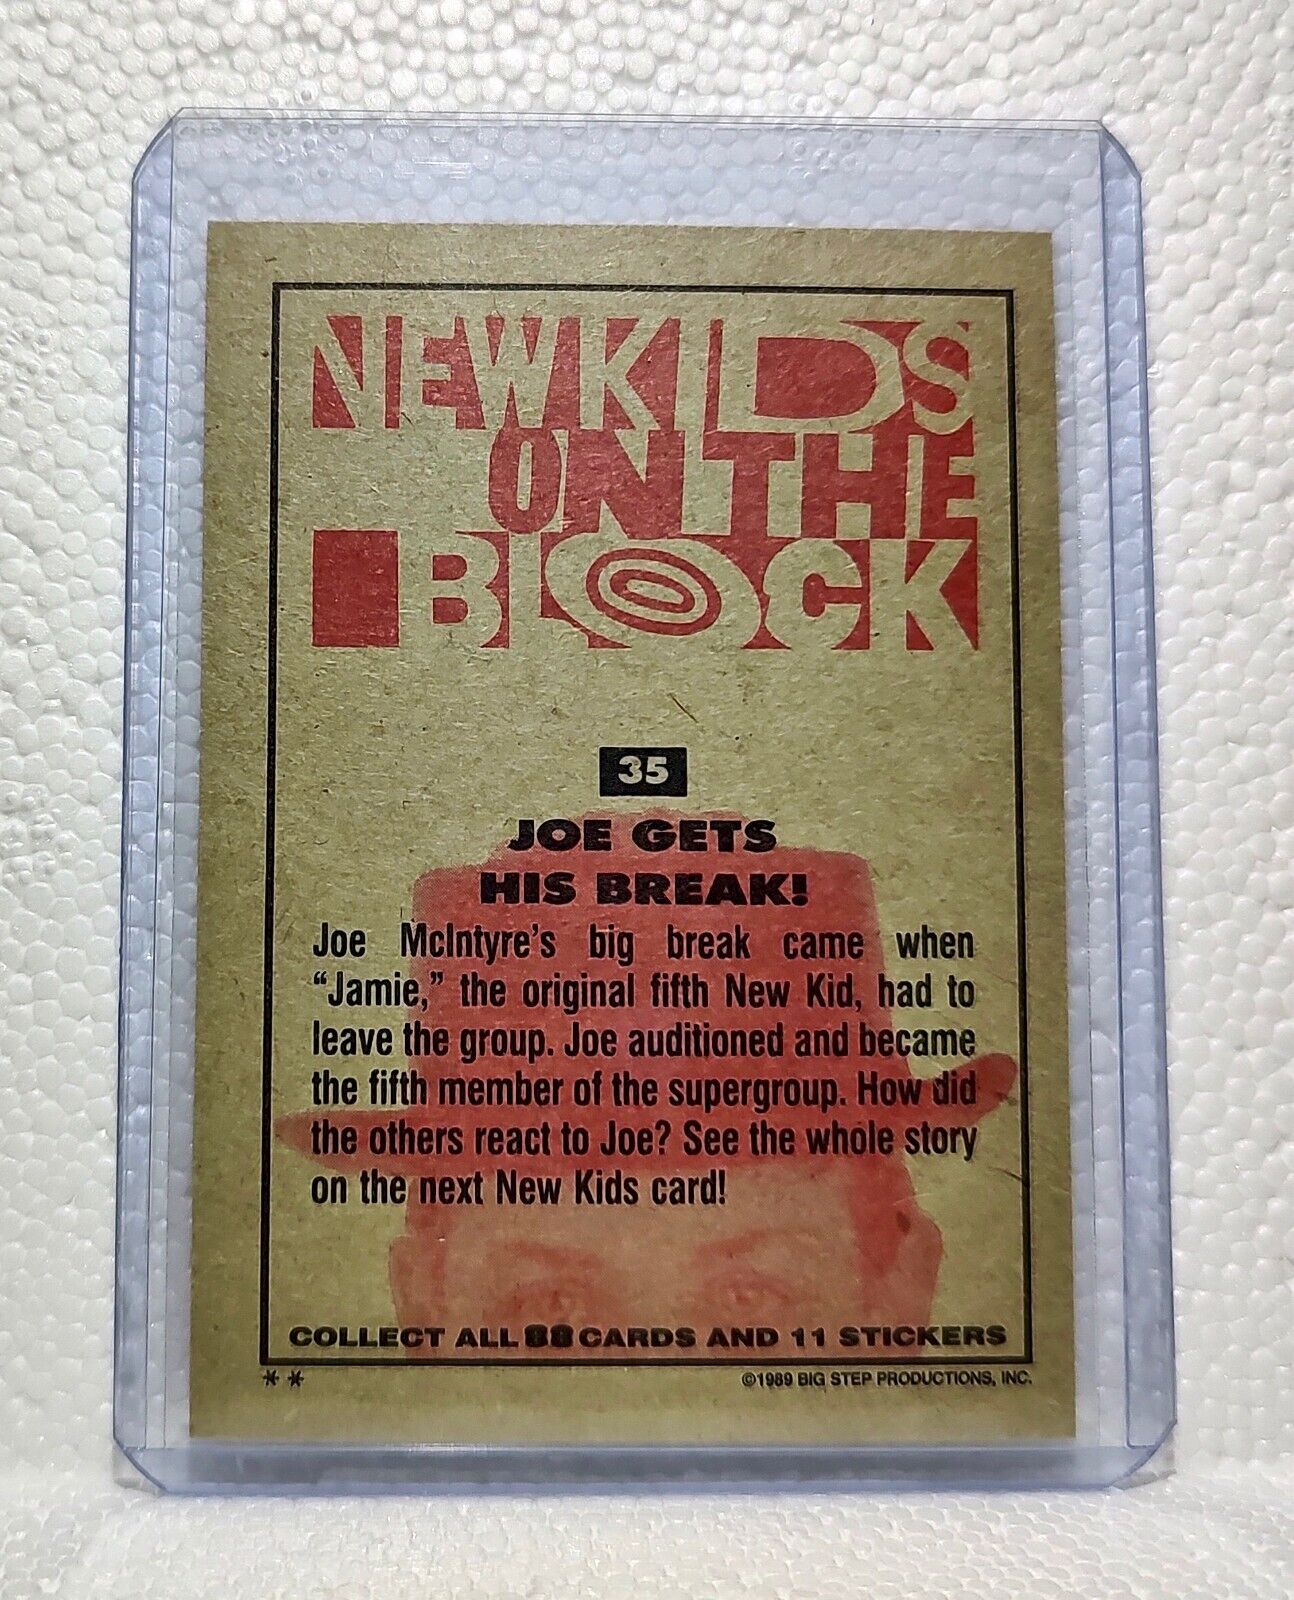 NEW KIDS
ON THE
BLOCK
35
JOE GETS
HIS BREAK!
Joe McIntyre's big break came when
“Jamie,” the original fifth New Kid, had to
leave the group. Joe auditioned and became
the fifth member of the supergroup. How did
the others react to Joe? See the whole story
on the next New Kids card!
COLLECT ALL 88 CARDS AND 11 STICKERS
** ©1989 BIG STEP PRODUCTIONS, INC.